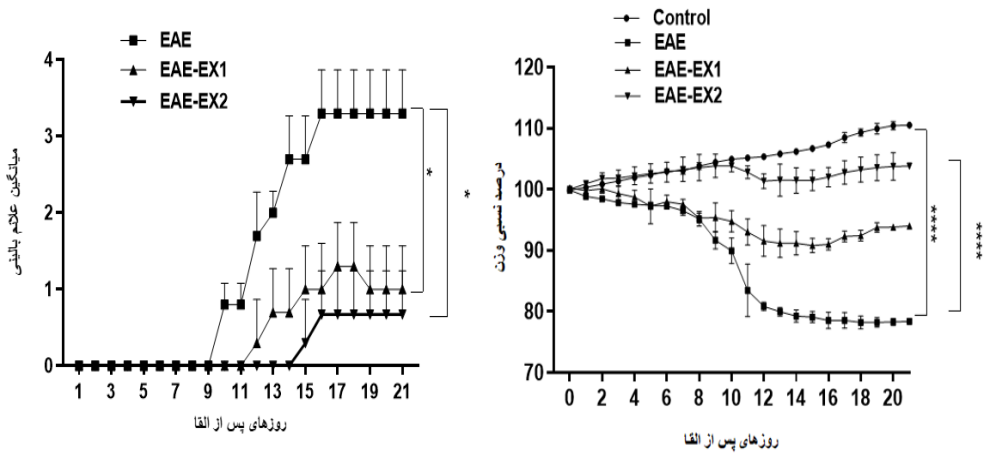 EAE
EAE-EX1
EAE-EX2
میانگین علائم بالینی
4
3
2
1
0
1 3 5 7 9 11 13 15 17 19 21
روزهای پس از القا
*
*
Control
EAE
EAE-EX1
EAE-EX2
درصد نسبی وزن
120
110
100
90
80
70
0 2 4 6 8 10 12 14 16 18 20
روزهای پس از القا
****
****